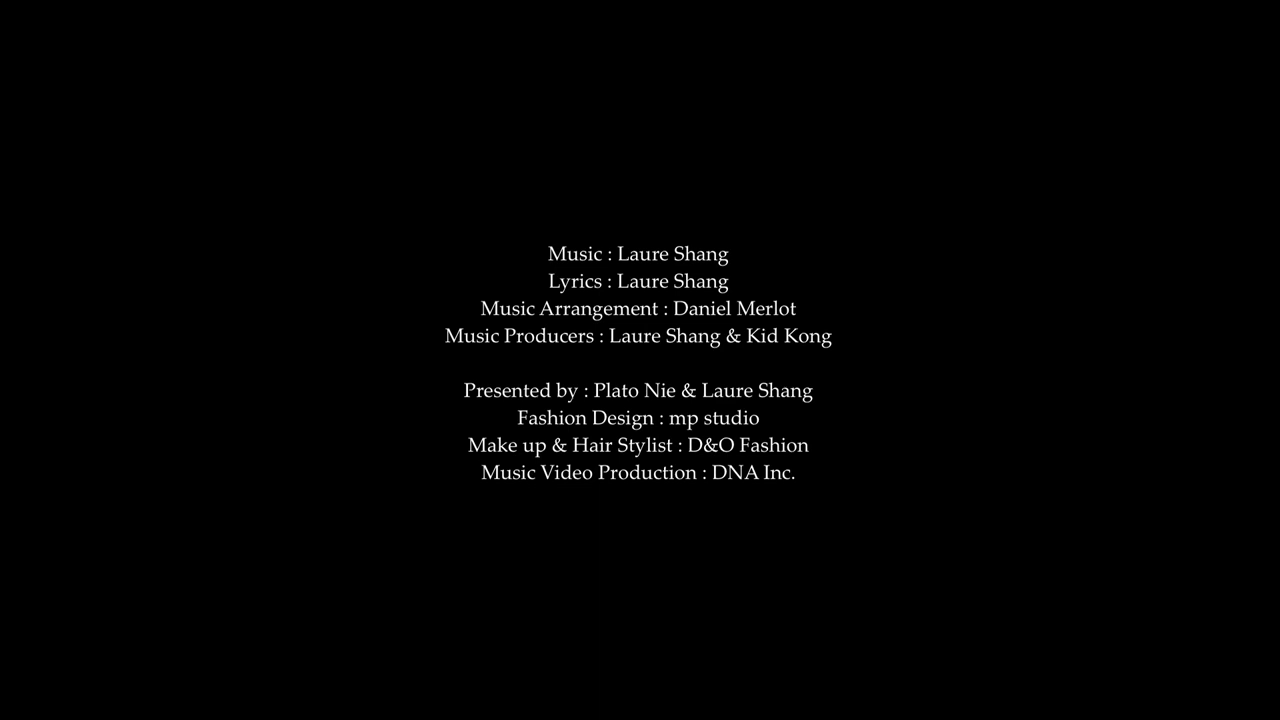 Music : Laure Shang
Lyrics : Laure Shang
Music Arrangement : Daniel Merlot
Music Producers : Laure Shang & Kid Kong
Presented by : Plato Nie & Laure Shang
Fashion Design : mp studio
Make up & Hair Stylist : D&O Fashion
Music Video Production : DNA Inc.